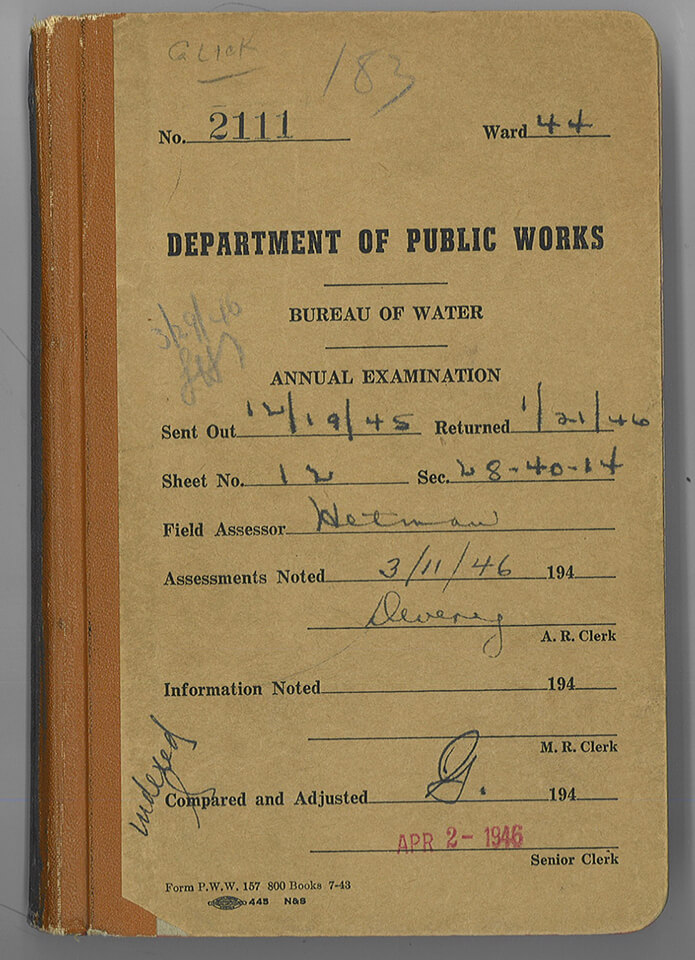 GLICK
183
No. 2111 Ward 44
DEPARTMENT OF PUBLIC WORKS
BUREAU OF WATER
3/29/46
ANNUAL EXAMINATION
Sent Out 12/19/45 Returned 1/21/46
Sheet No. 12 Sec. 28-40-14
Field Assessor Hetman
Assessments Noted 3/11/46 194
A. R. Clerk
Information Noted 194
M. R. Clerk
Indexed
Compared and Adjusted G. 194
APR 2 - 1946
Senior Clerk
Form P.W.W. 157 800 Books 7-43
445 N&S